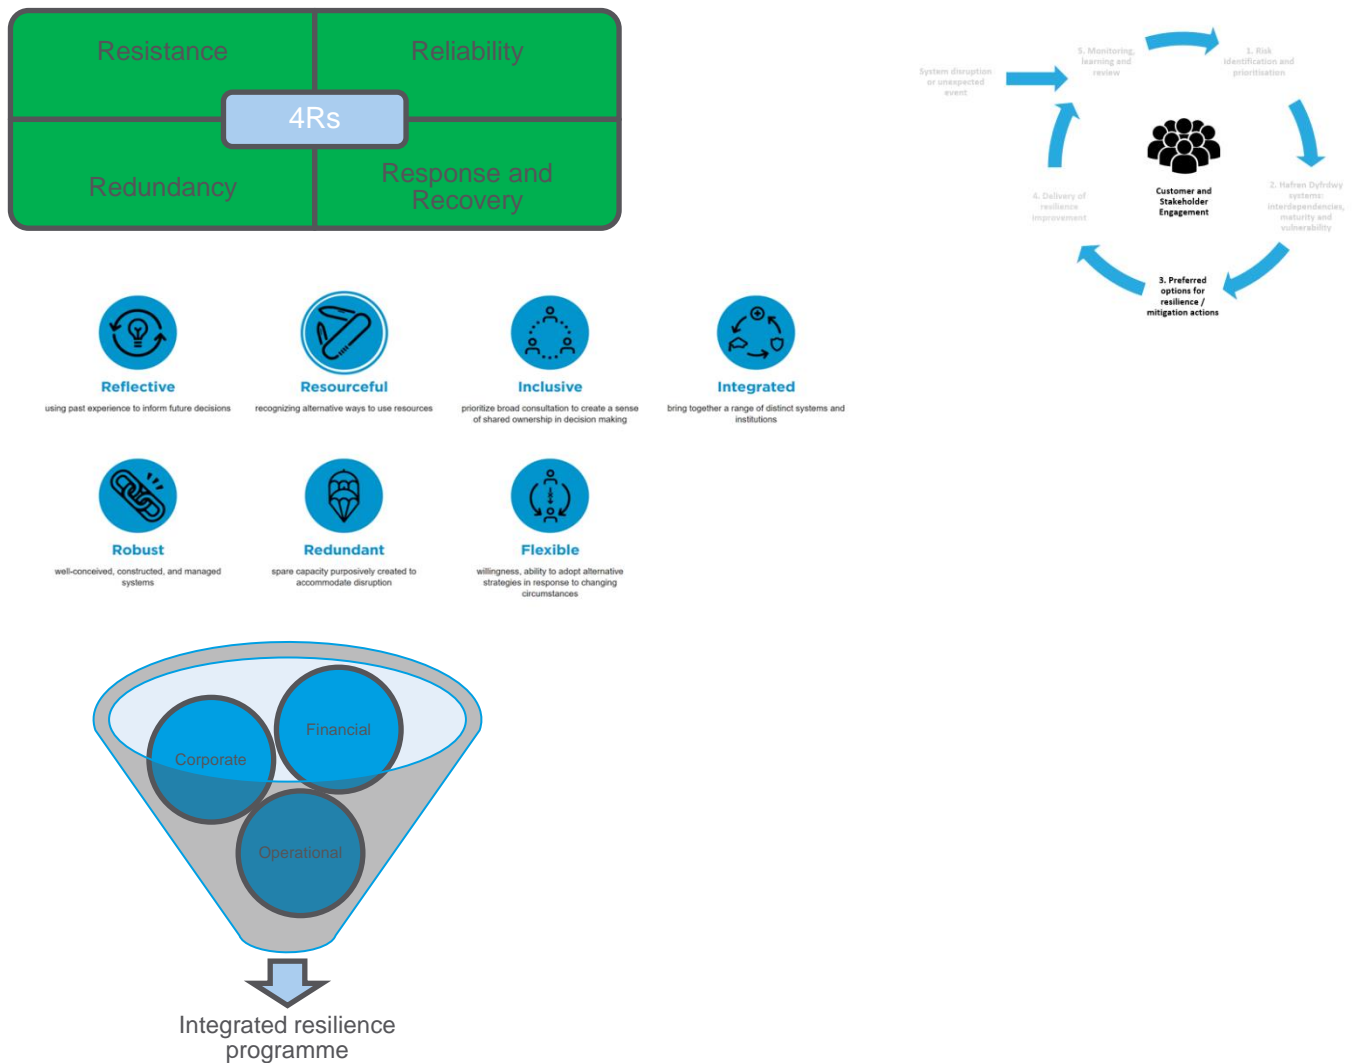 Resistance
Reliability
4Rs
Redundancy
Response and
Recovery
System disruption
or unexpected
event
5. Monitoring,
learning and
review
1. Risk
identification and
prioritisation
Customer and
Stakeholder
Engagement
4. Delivery of
resilience
improvement
2. Hafren Dyfrdwy
systems:
interdependencies,
maturity and
vulnerability
3. Preferred
options for
resilience /
mitigation actions
Reflective
using past experience to inform future decisions
Resourceful
recognizing alternative ways to use resources
Inclusive
prioritize broad consultation to create a sense
of shared ownership in decision making
Integrated
bring together a range of distinct systems and
institutions
Robust
well-conceived, constructed, and managed
systems
Redundant
spare capacity purposively created to
accommodate disruption
Flexible
willingness, ability to adopt alternative
strategies in response to changing
circumstances
Financial
Corporate
Operational
Integrated resilience
programme